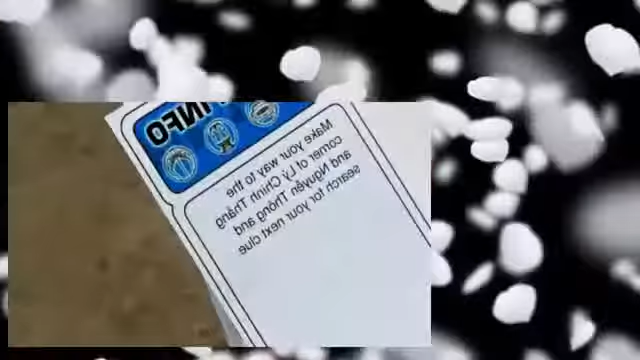 INFO
Make your way to the
corner of Lý Chính Thắng
and Nguyễn Thông and
search for your next clue